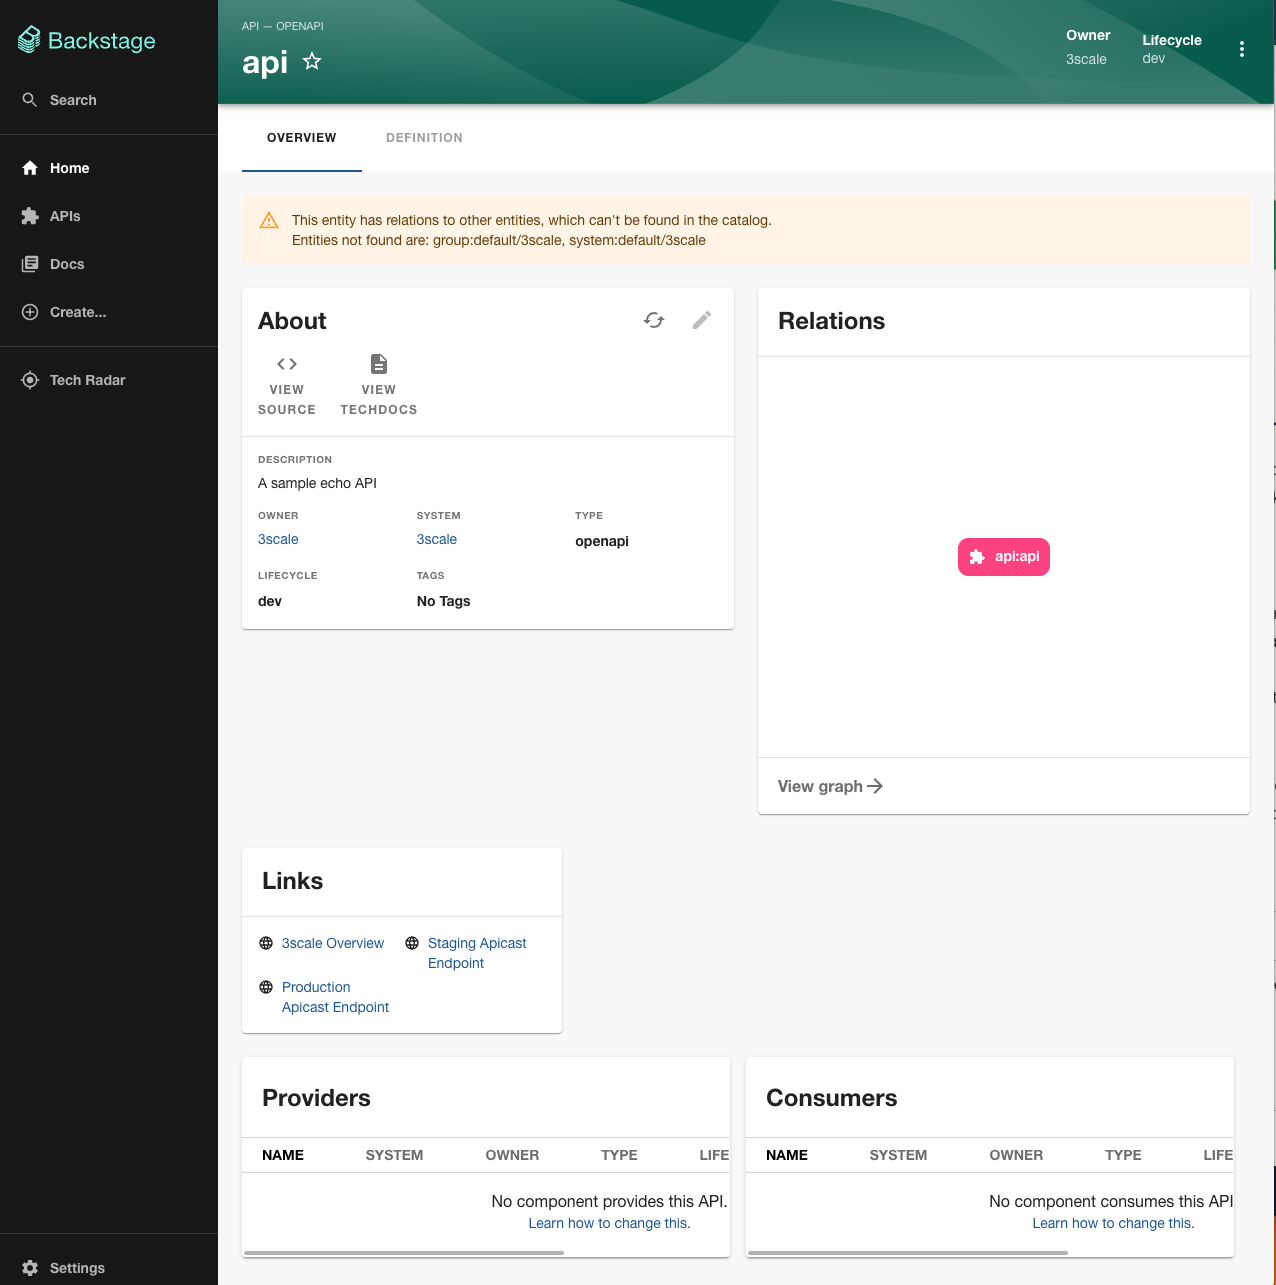 Backstage
Search
Home
APIs
Docs
Create...
Tech Radar
Settings
API — OPENAPI
api
Owner
3scale
Lifecycle
dev
OVERVIEW
DEFINITION
This entity has relations to other entities, which can't be found in the catalog.
Entities not found are: group:default/3scale, system:default/3scale
About
VIEW
SOURCE
VIEW
TECHDOCS
DESCRIPTION
A sample echo API
OWNER
SYSTEM
TYPE
3scale
3scale
openapi
LIFECYCLE
TAGS
dev
No Tags
Relations
api:api
View graph
Links
3scale Overview
Staging Apicast
Endpoint
Production
Apicast Endpoint
Providers
NAME
SYSTEM
OWNER
TYPE
LIFE
No component provides this API.
Learn how to change this.
Consumers
NAME
SYSTEM
OWNER
TYPE
LIFE
No component consumes this API
Learn how to change this.